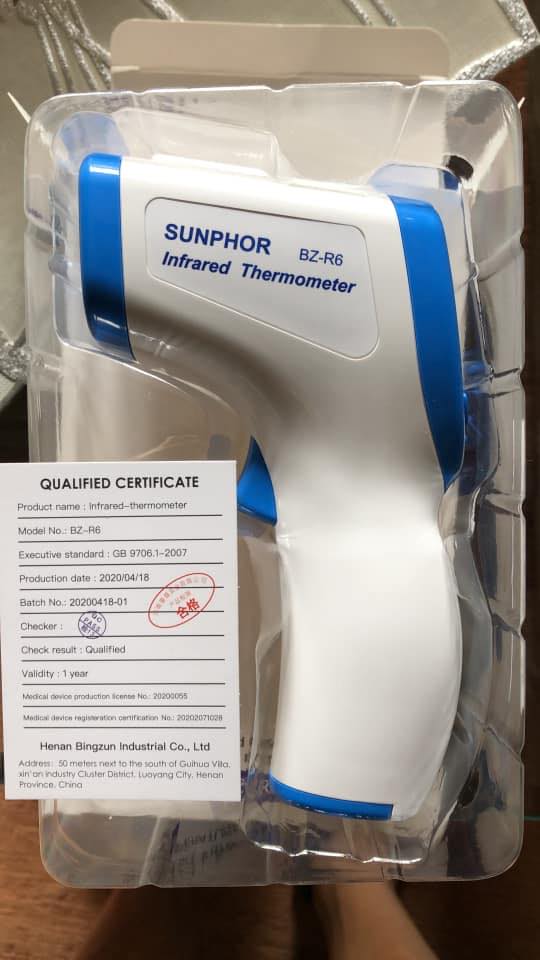 SUNPHOR BZ-R6
Infrared Thermometer
QUALIFIED CERTIFICATE
Product name : Infrared-thermometer
Model No.: BZ-R6
Executive standard : GB 9706.1-2007
Production date : 2020/04/18
Batch No.: 20200418-01
合格
Checker :
QC
PASS
Check result : Qualified
Validity : 1 year
Medical device production license No.: 20200055
Medical device registeration certification No.: 20202071028
Henan Bingzun Industrial Co., Ltd
Address: 50 meters next to the south of Guihua Villa,
xin'an industry Cluster District, Luoyang City, Henan
Province, China